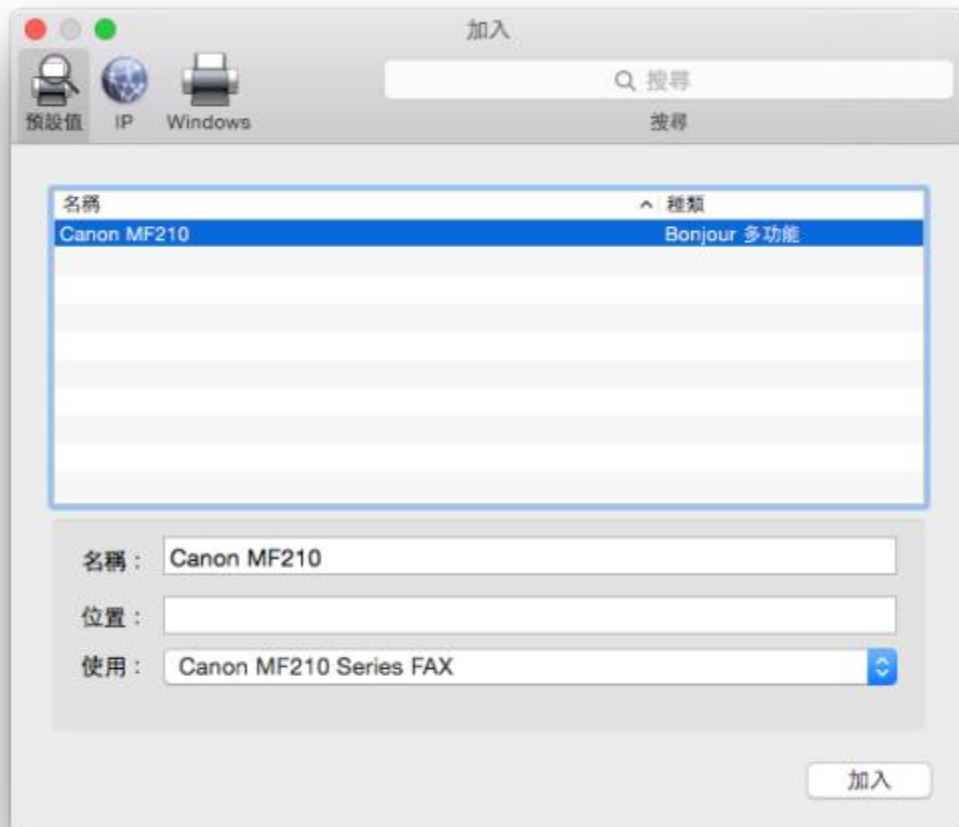 加入
搜尋
預設值 IP Windows 搜尋
名稱 種類
Canon MF210 Bonjour 多功能
名稱： Canon MF210
位置：
使用： Canon MF210 Series FAX
加入